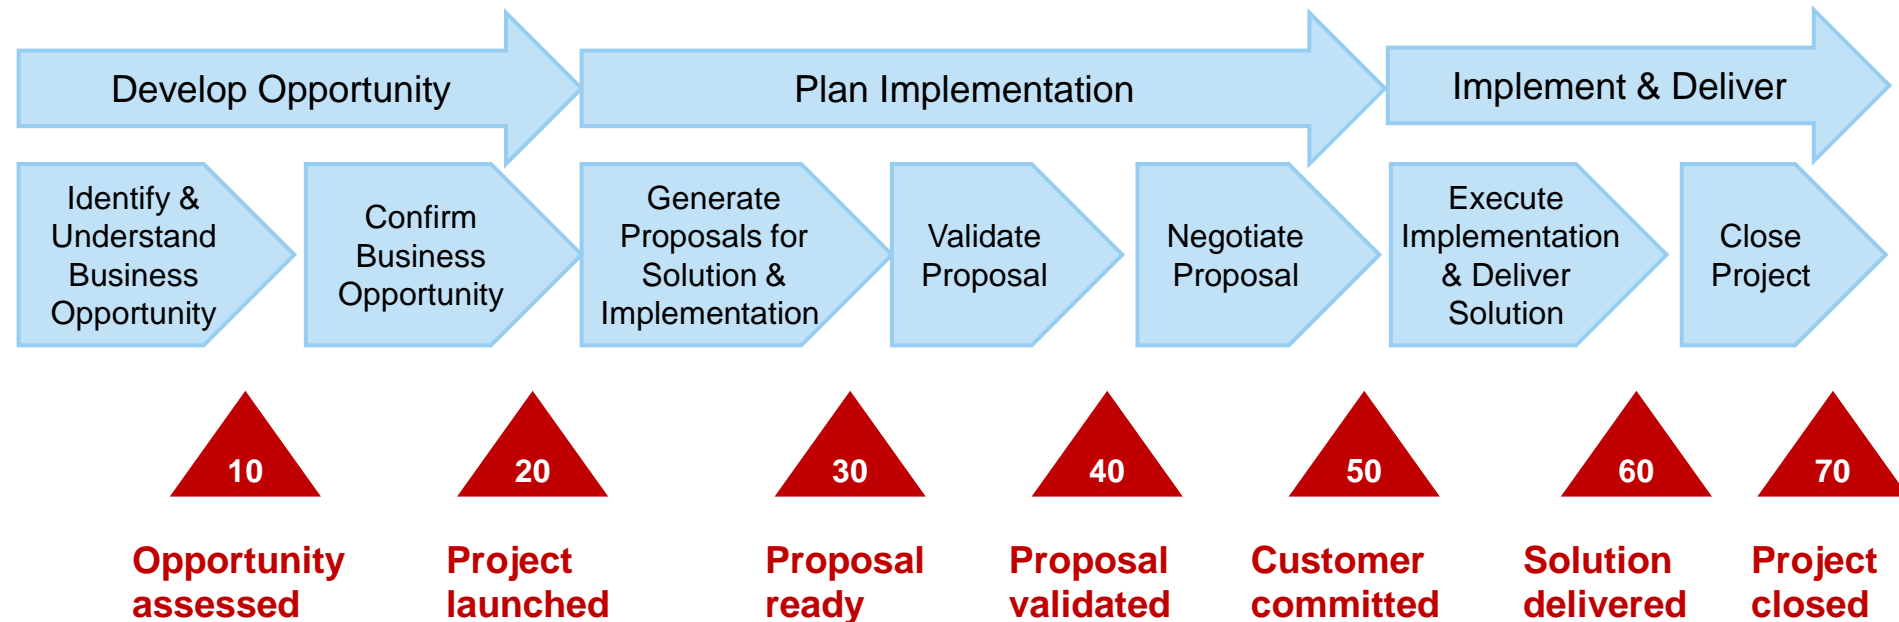 Develop Opportunity
Plan Implementation
Implement & Deliver
Identify &
Understand
Business
Opportunity
Confirm
Business
Opportunity
Generate
Proposals for
Solution &
Implementation
Validate
Proposal
Negotiate
Proposal
Execute
Implementation
& Deliver
Solution
Close
Project
10
20
30
40
50
60
70
Opportunity
assessed
Project
launched
Proposal
ready
Proposal
validated
Customer
committed
Solution
delivered
Project
closed